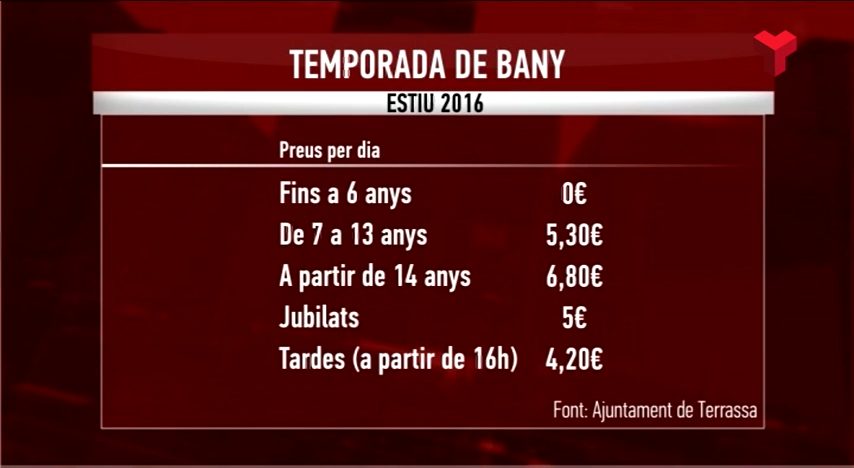 TEMPORADA DE BANY
ESTIU 2016
Preus per dia
Fins a 6 anys 0€
De 7 a 13 anys 5,30€
A partir de 14 anys 6,80€
Jubilats 5€
Tardes (a partir de 16h) 4,20€
Font: Ajuntament de Terrassa